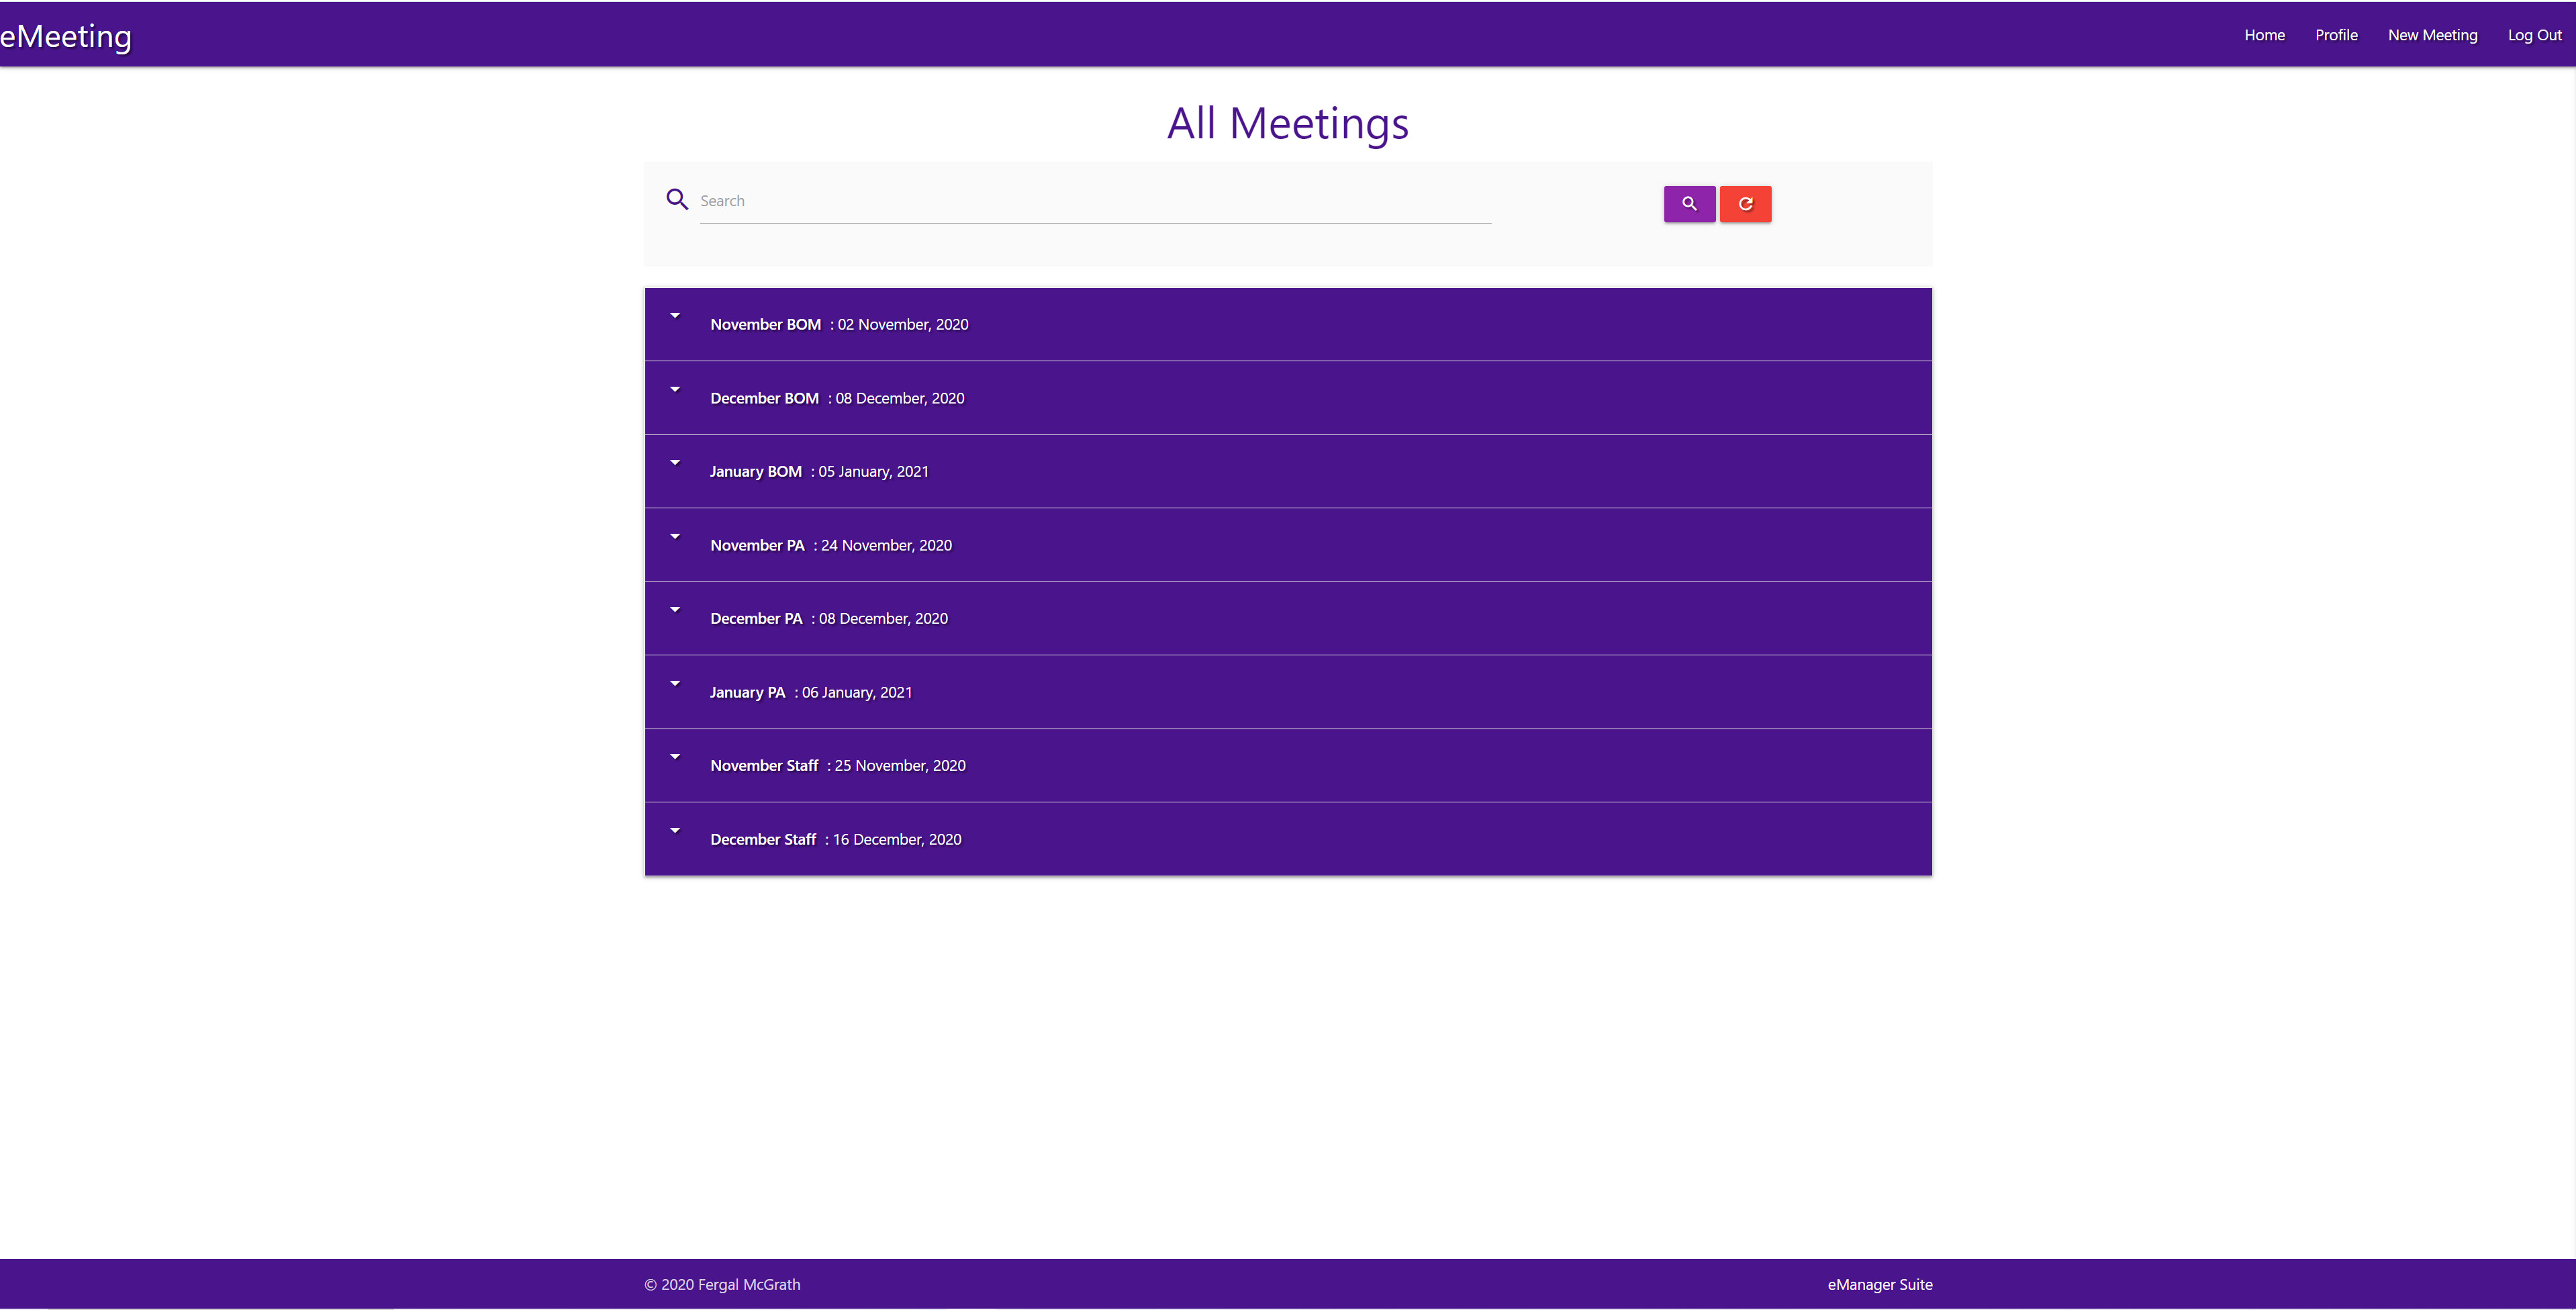 eMeeting
Home Profile New Meeting Log Out
All Meetings
Search
November BOM : 02 November, 2020
December BOM : 08 December, 2020
January BOM : 05 January, 2021
November PA : 24 November, 2020
December PA : 08 December, 2020
January PA : 06 January, 2021
November Staff : 25 November, 2020
December Staff : 16 December, 2020
© 2020 Fergal McGrath
eManager Suite